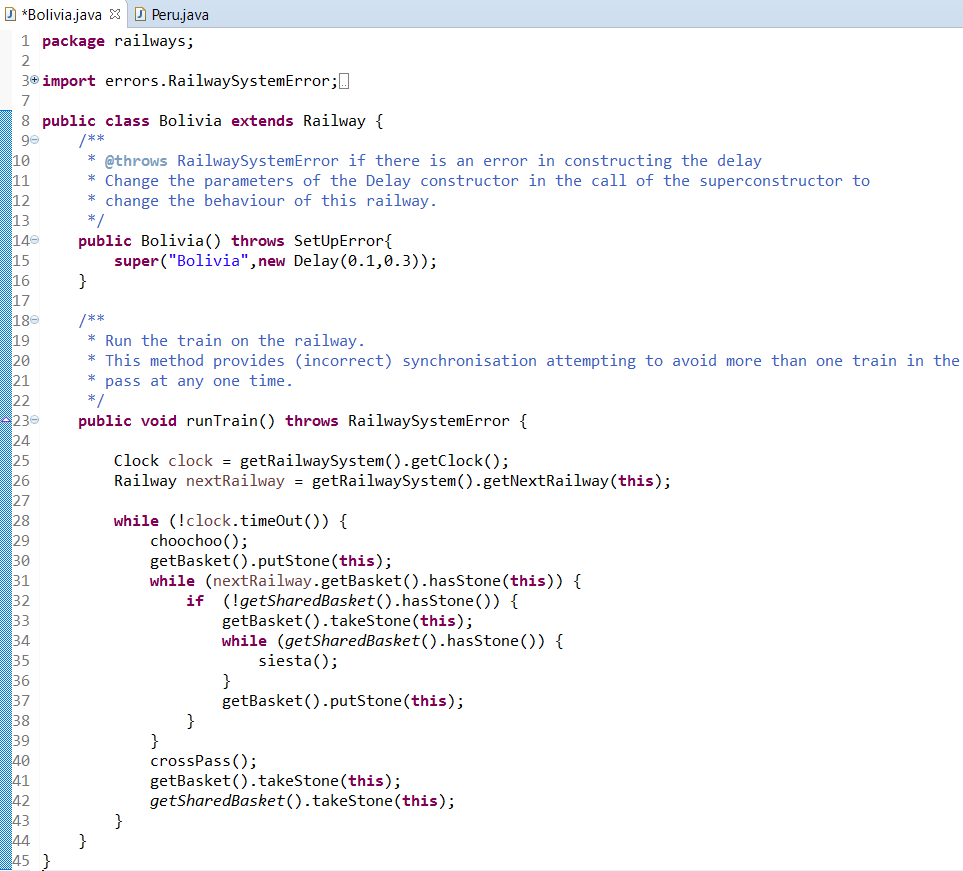 *Bolivia.java Peru.java
1 package railways;
2
3 import errors.RailwaySystemError;
7
8 public class Bolivia extends Railway {
9 /**
10 * @throws RailwaySystemError if there is an error in constructing the delay
11 * Change the parameters of the Delay constructor in the call of the superconstructor to
12 * change the behaviour of this railway.
13 */
14 public Bolivia() throws SetUpError{
15 super("Bolivia",new Delay(0.1,0.3));
16 }
17
18 /**
19 * Run the train on the railway.
20 * This method provides (incorrect) synchronisation attempting to avoid more than one train in the
21 * pass at any one time.
22 */
23 public void runTrain() throws RailwaySystemError {
24
25 Clock clock = getRailwaySystem().getClock();
26 Railway nextRailway = getRailwaySystem().getNextRailway(this);
27
28 while (!clock.timeOut()) {
29 choochoo();
30 getBasket().putStone(this);
31 while (nextRailway.getBasket().hasStone(this)) {
32 if (!getSharedBasket().hasStone()) {
33 getBasket().takeStone(this);
34 while (getSharedBasket().hasStone()) {
35 siesta();
36 }
37 getBasket().putStone(this);
38 }
39 }
40 crossPass();
41 getBasket().takeStone(this);
42 getSharedBasket().takeStone(this);
43 }
44 }
45 }